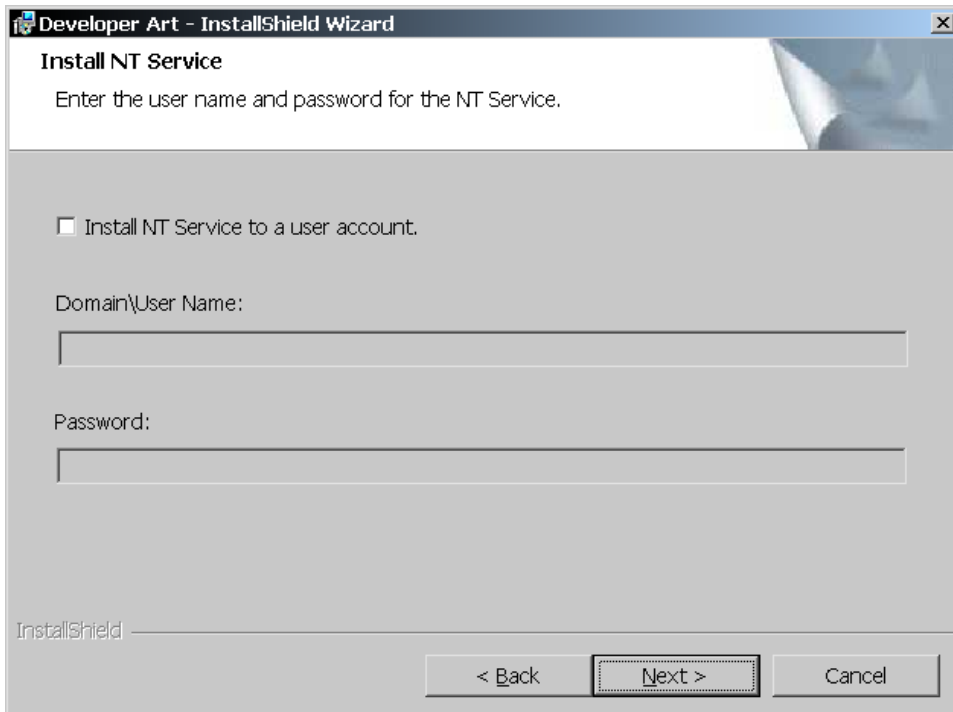 Developer Art - InstallShield Wizard
Install NT Service
Enter the user name and password for the NT Service.
Install NT Service to a user account.
Domain\User Name:
Password:
InstallShield
< Back
Next >
Cancel